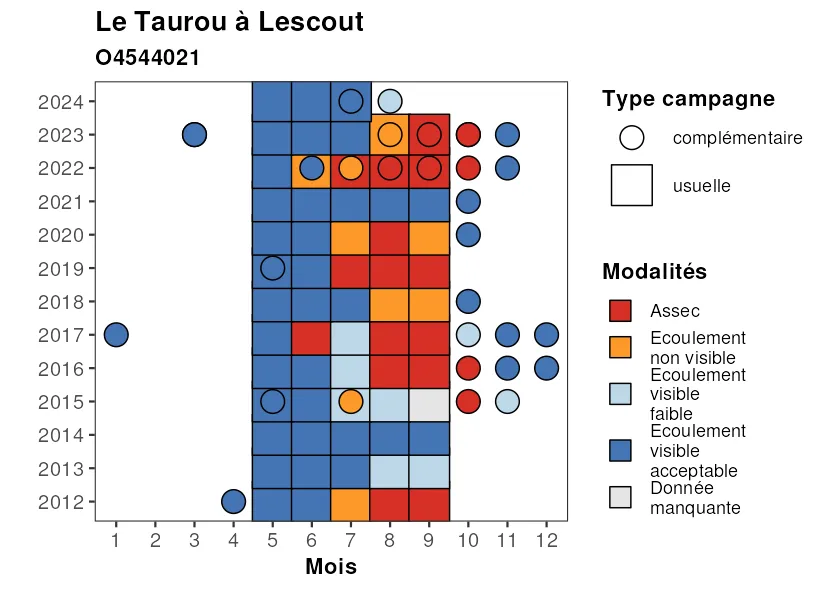 Le Taurou à Lescout
O4544021
2024
2023
2022
2021
2020
2019
2018
2017
2016
2015
2014
2013
2012
1 2 3 4 5 6 7 8 9 10 11 12
Mois
Type campagne
complémentaire
usuelle
Modalités
Assec
Ecoulement
non visible
Ecoulement
visible
faible
Ecoulement
visible
acceptable
Donnée
manquante